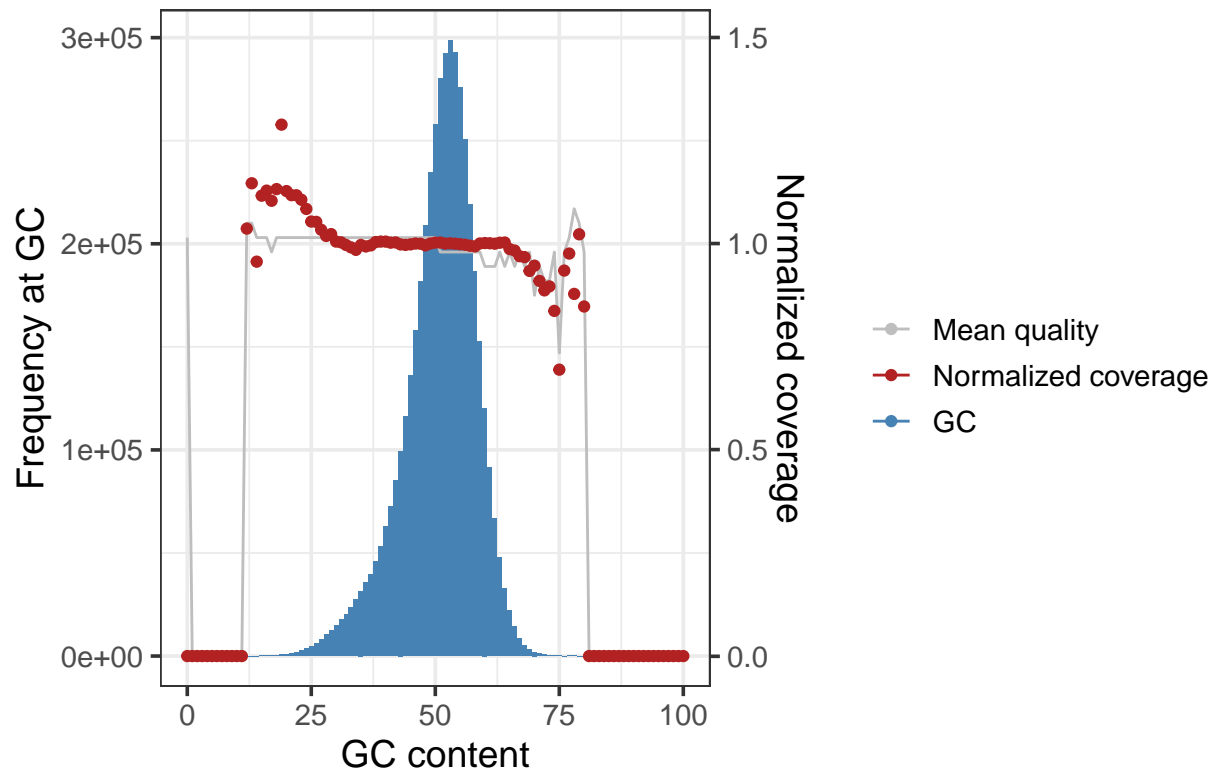 3e+05
2e+05
1e+05
0e+00
Frequency at GC
1.5
1.0
0.5
0.0
Normalized coverage
0
25
50
75
100
GC content
Mean quality
Normalized coverage
GC